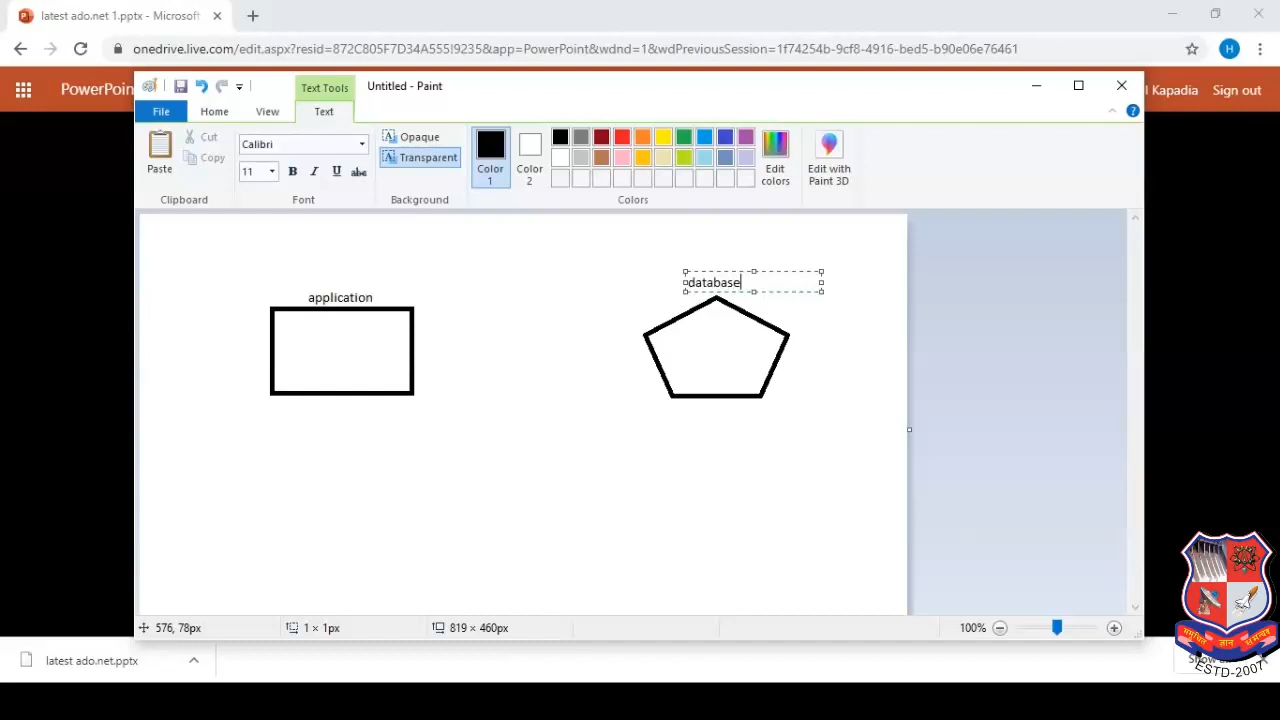 latest ado.net 1.pptx - Microsoft
onedrive.live.com/edit.aspx?resid=872C805F7D34A555!9235&app=PowerPoint&wdnd=1&wdPreviousSession=1f74254b-9cf8-4916-bed5-b90e06e76461
H
PowerPoin
l Kapadia
Sign out
Text Tools
Untitled - Paint
File
Home
View
Text
Paste
Cut
Copy
Clipboard
Calibri
11
B
I
U
abc
Font
Opaque
Transparent
Background
Color 1
Color 2
Edit colors
Colors
Edit with Paint 3D
application
database
576, 78px
1 × 1px
819 × 460px
100%
latest ado.net.pptx
ESTD-2007